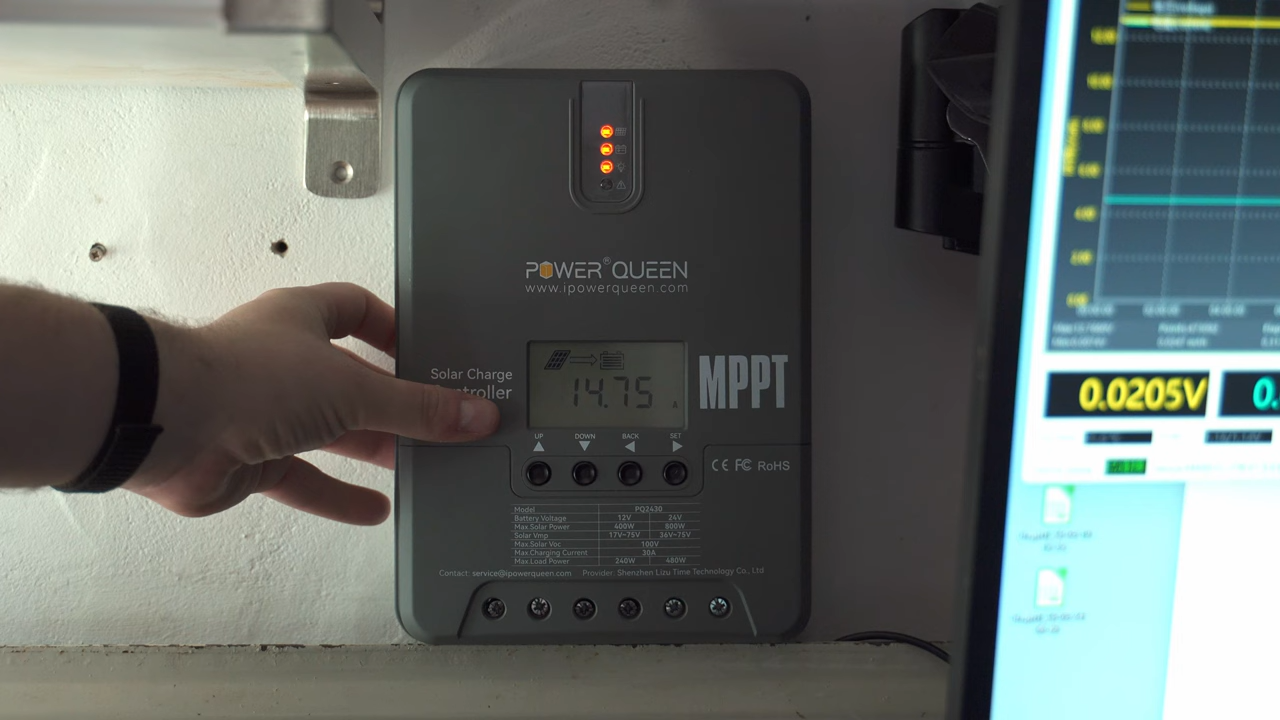 POWER® QUEEN
www.ipowerqueen.com
Solar Charge
14.75
A
MPPT
UP DOWN BACK SET
CE FC RoHS
Model PQ2430
Battery Voltage 12V 24V
Max.Solar Power 400W 800W
Solar Vmp 17V~75V 36V~75V
Max.Solar Voc 100V
Max.Charging Current 30A
Max.Load Power 240W 480W
Contact: service@ipowerqueen.com Provider: Shenzhen Lizu Time Technology Co., Ltd
0.0205V